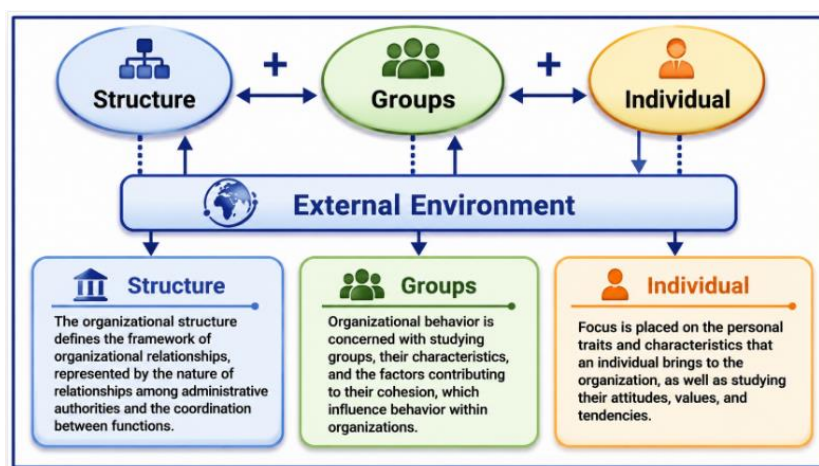 +
+
Structure
Groups
Individual
External Environment
Structure
The organizational structure
defines the framework of
organizational relationships,
represented by the nature of
relationships among administrative
authorities and the coordination
between functions.
Groups
Organizational behavior is
concerned with studying
groups, their characteristics,
and the factors contributing
to their cohesion, which
influence behavior within
organizations.
Individual
Focus is placed on the personal
traits and characteristics that
an individual brings to the
organization, as well as studying
their attitudes, values, and
tendencies.